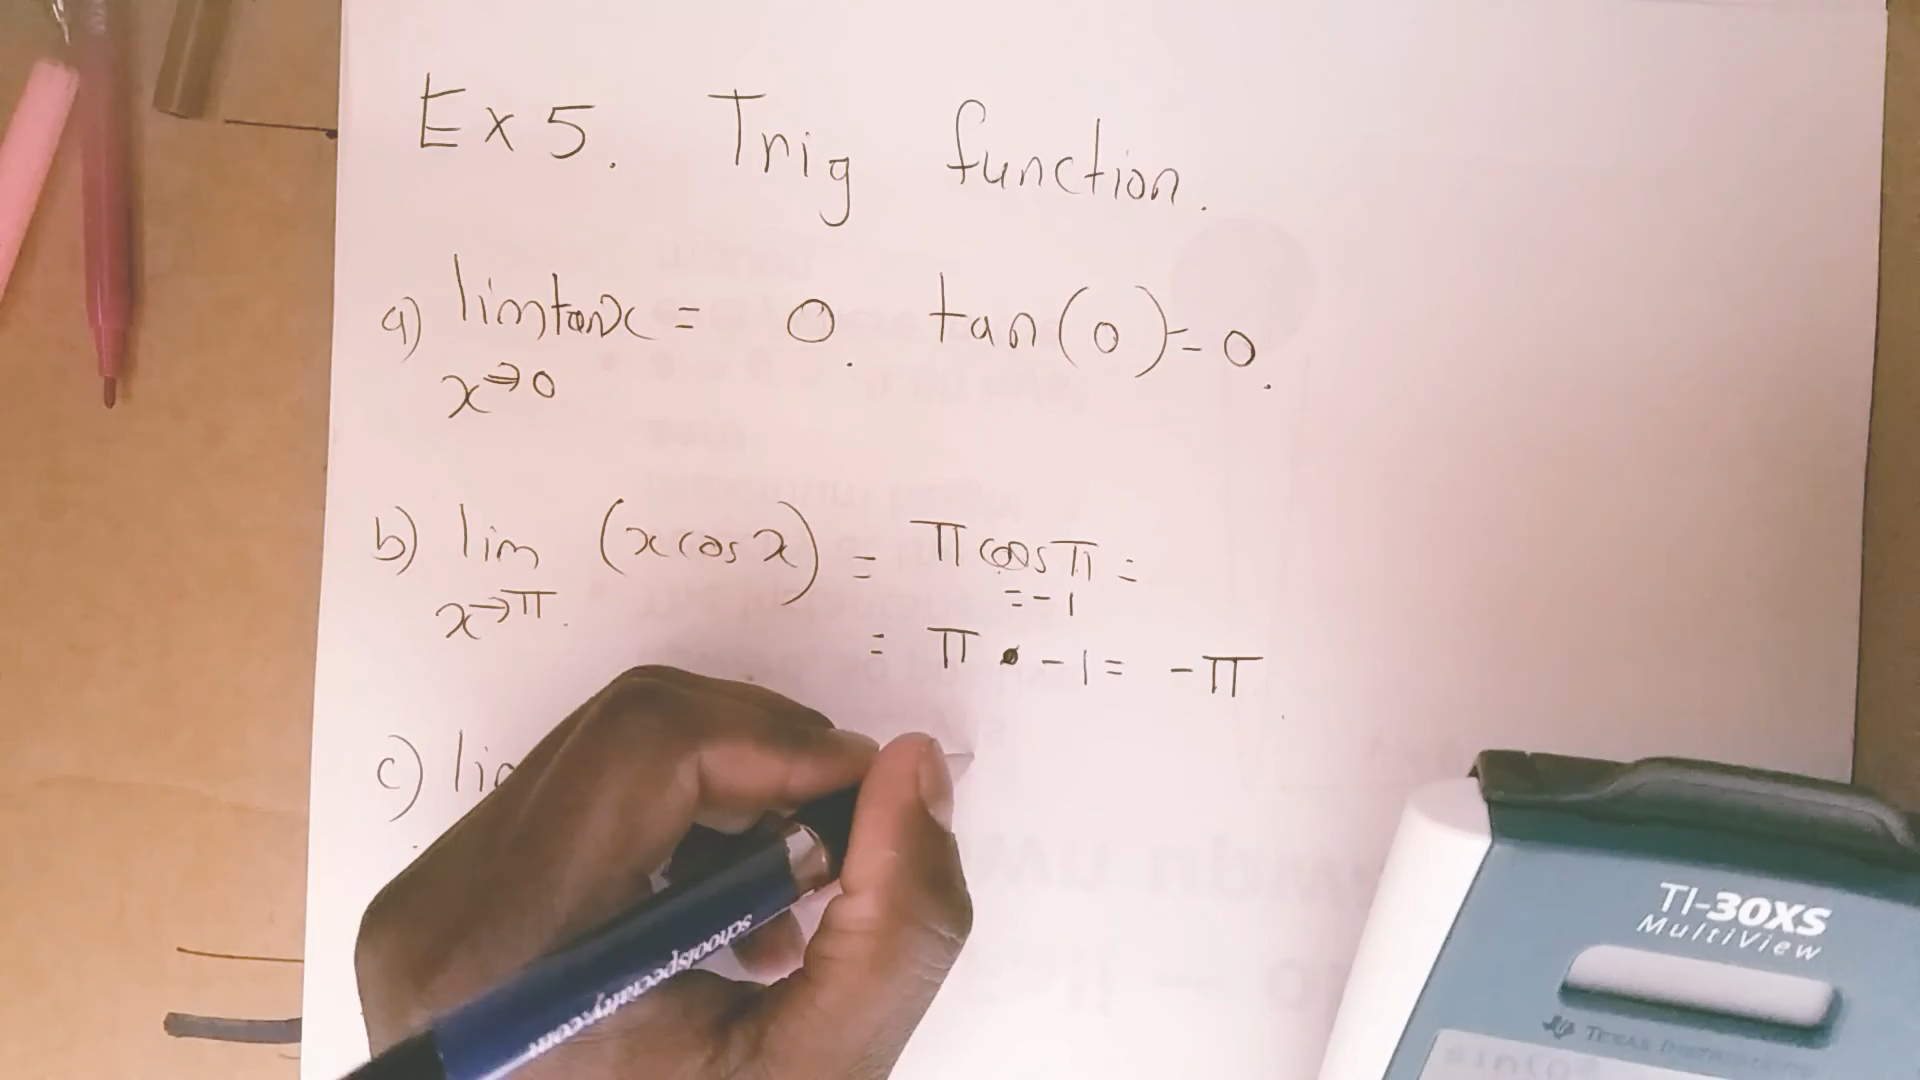 Ex 5. Trig function.
a) lim tanx = 0. tan(0) = 0.
x→0
b) lim (x cos x) = π cos π =
x→π. = -1
= π • -1 = -π
c) li
schoolspecialty.com
TI-30XS
MultiView
TEXAS INSTRUMENTS